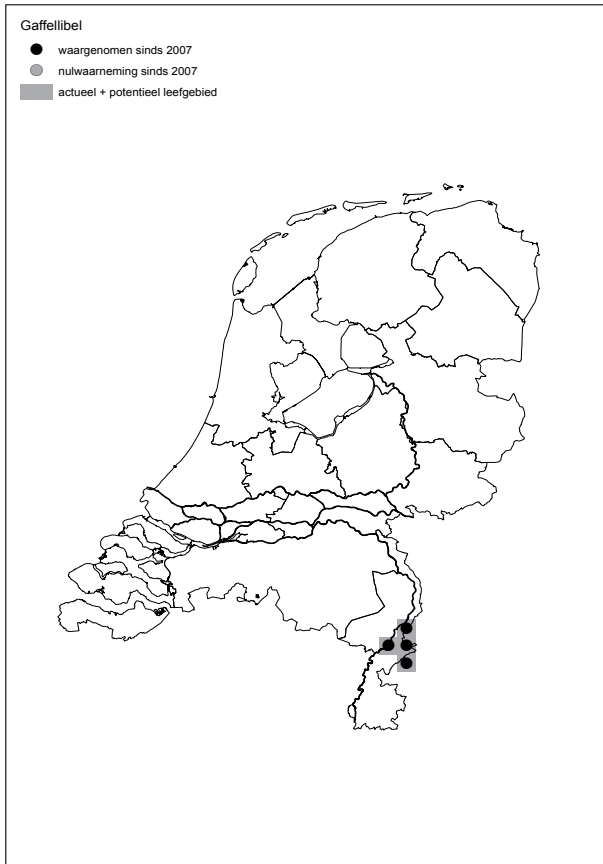 Gaffellibel
waargenomen sinds 2007
nulwaarneming sinds 2007
actueel + potentieel leefgebied